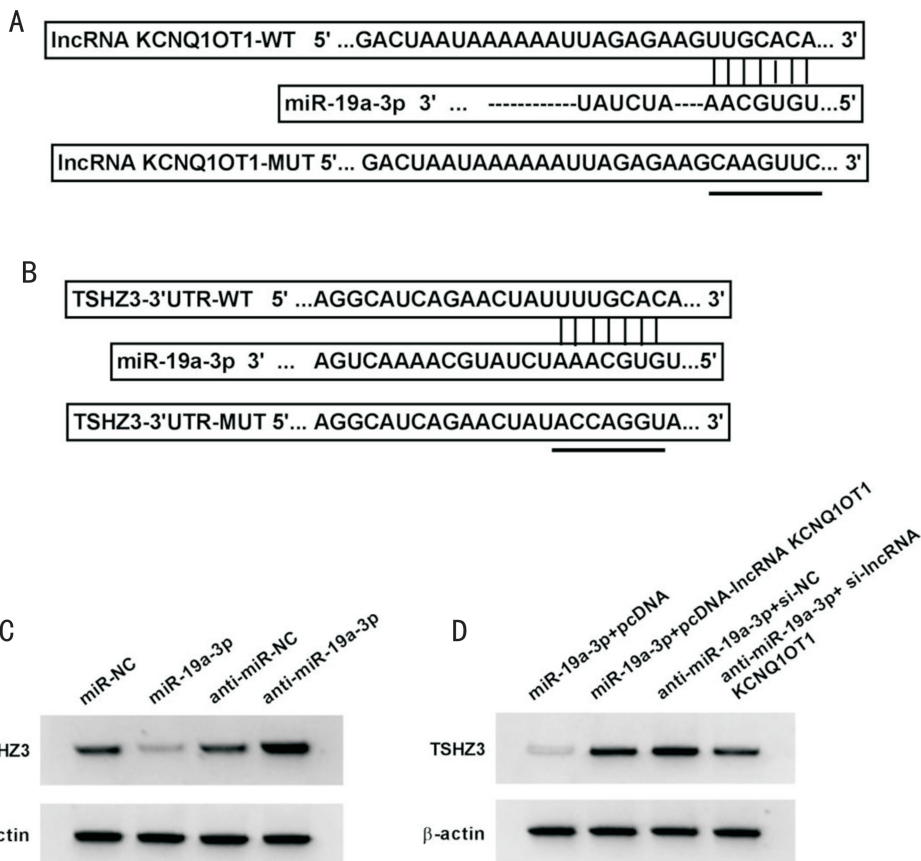 A
lncRNA KCNQ1OT1-WT 5' ...GACUAAUAAAAAAUUAGAGAAGUUGCACA... 3'
miR-19a-3p 3' ... ------------UAUCUA----AACGUGU...5'
lncRNA KCNQ1OT1-MUT 5'... GACUAAUAAAAAAUUAGAGAAGCAAGUUC... 3'
B
TSHZ3-3'UTR-WT 5' ...AGGCAUCAGAACUAUUUUGCACA... 3'
miR-19a-3p 3' ... AGUCAAAACGUAUCUAAACGUGU...5'
TSHZ3-3'UTR-MUT 5'... AGGCAUCAGAACUAUACCAGGUA... 3'
C
miR-NC
miR-19a-3p
anti-miR-NC
anti-miR-19a-3p
HZ3
ctin
D
miR-19a-3p+pcDNA
miR-19a-3p+pcDNA-lncRNA KCNQ1OT1
anti-miR-19a-3p+si-NC
anti-miR-19a-3p+ si-lncRNA
KCNQ1OT1
TSHZ3
β-actin